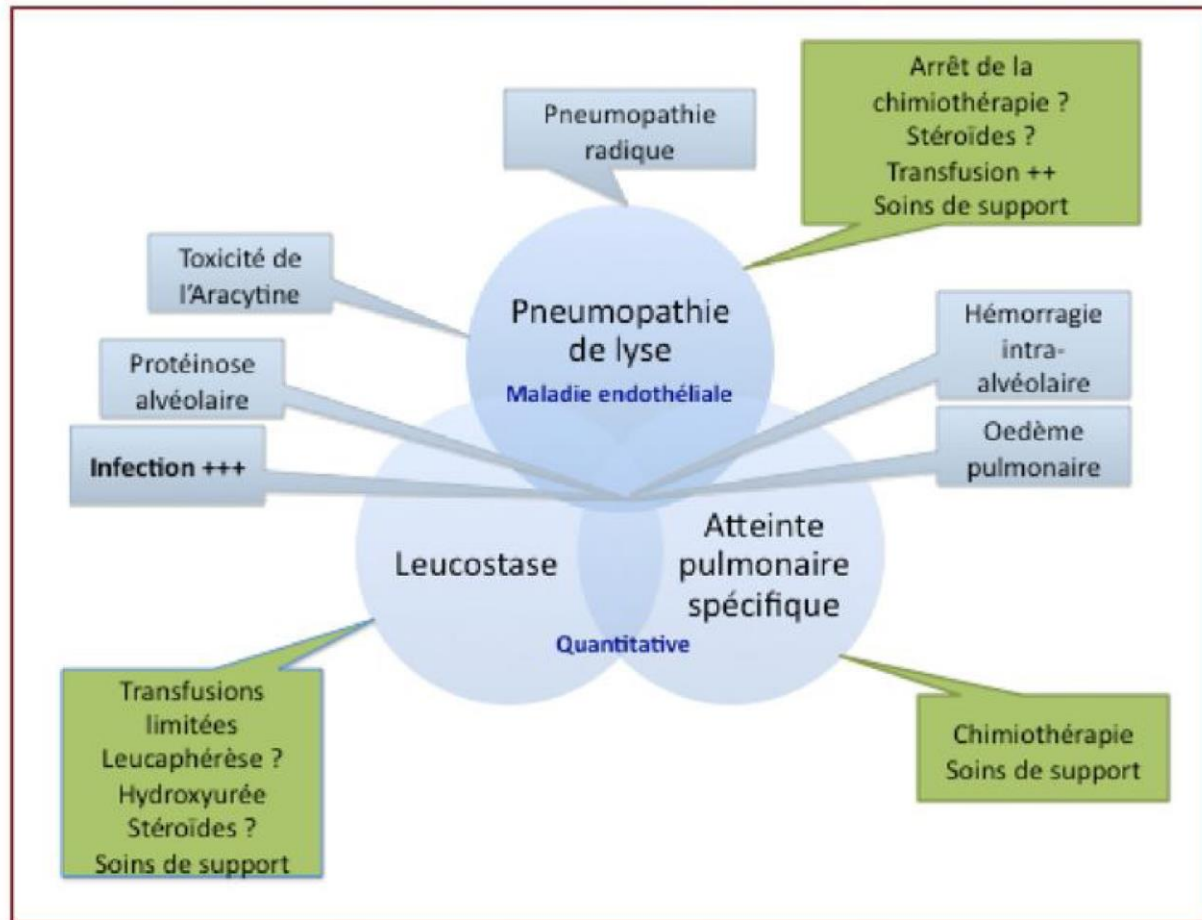 Pneumopathie
radique
Arrêt de la
chimiothérapie ?
Stéroïdes ?
Transfusion ++
Soins de support
Toxicité de
l'Aracytine
Protéinose
alvéolaire
Infection +++
Pneumopathie
de lyse
Maladie endothéliale
Hémorragie
intra-
alvéolaire
Oedème
pulmonaire
Leucostase
Atteinte
pulmonaire
spécifique
Quantitative
Transfusions
limitées
Leucaphérèse ?
Hydroxyurée
Stéroïdes ?
Soins de support
Chimiothérapie
Soins de support